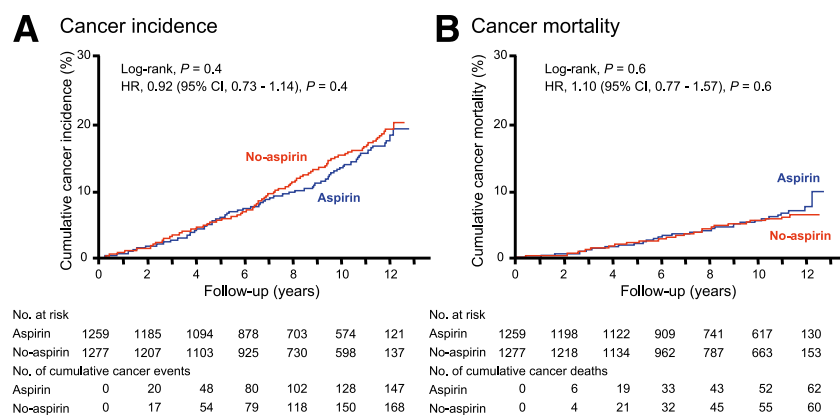 A Cancer incidence
30
20
10
0
Cumulative cancer incidence (%)
Log-rank, P = 0.4
HR, 0.92 (95% CI, 0.73 - 1.14), P = 0.4
No-aspirin
Aspirin
0 2 4 6 8 10 12
Follow-up (years)
No. at risk
Aspirin 1259 1185 1094 878 703 574 121
No-aspirin 1277 1207 1103 925 730 598 137
No. of cumulative cancer events
Aspirin 0 20 48 80 102 128 147
No-aspirin 0 17 54 79 118 150 168
B Cancer mortality
30
20
10
0
Cumulative cancer mortality (%)
Log-rank, P = 0.6
HR, 1.10 (95% CI, 0.77 - 1.57), P = 0.6
Aspirin
No-aspirin
0 2 4 6 8 10 12
Follow-up (years)
No. at risk
Aspirin 1259 1198 1122 909 741 617 130
No-aspirin 1277 1218 1134 962 787 663 153
No. of cumulative cancer deaths
Aspirin 0 6 19 33 43 52 62
No-aspirin 0 4 21 32 45 55 60